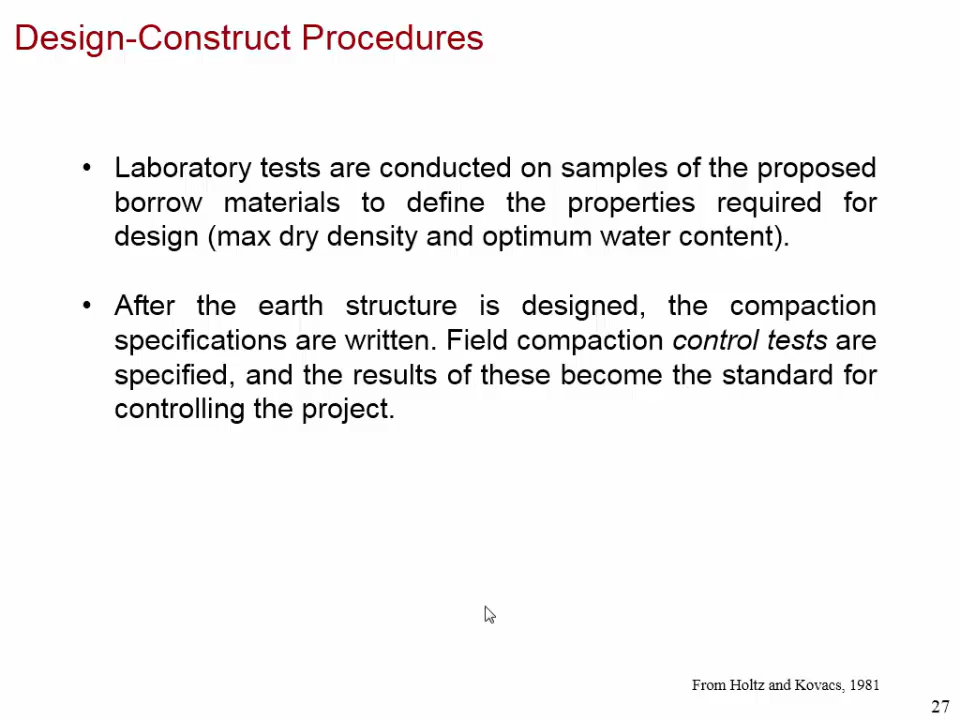 Design-Construct Procedures
• Laboratory tests are conducted on samples of the proposed
borrow materials to define the properties required for
design (max dry density and optimum water content).
• After the earth structure is designed, the compaction
specifications are written. Field compaction control tests are
specified, and the results of these become the standard for
controlling the project.
From Holtz and Kovacs, 1981
27